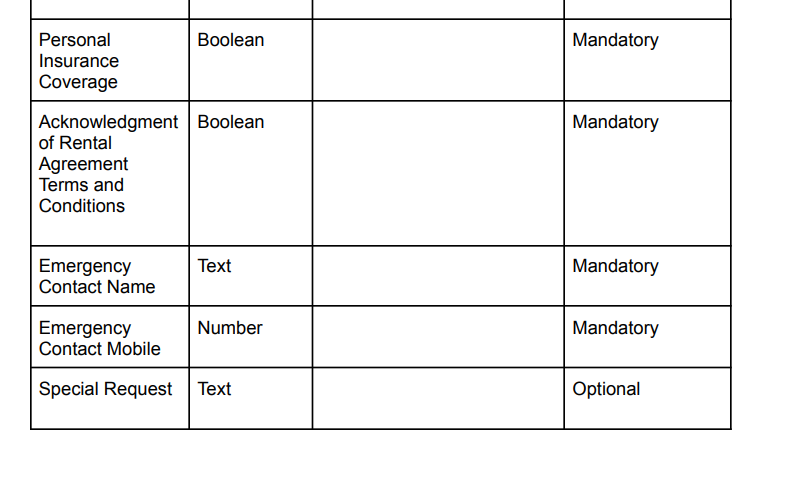 Personal Boolean Mandatory
Insurance
Coverage
Acknowledgment Boolean Mandatory
of Rental
Agreement
Terms and
Conditions
Emergency Text Mandatory
Contact Name
Emergency Number Mandatory
Contact Mobile
Special Request Text Optional